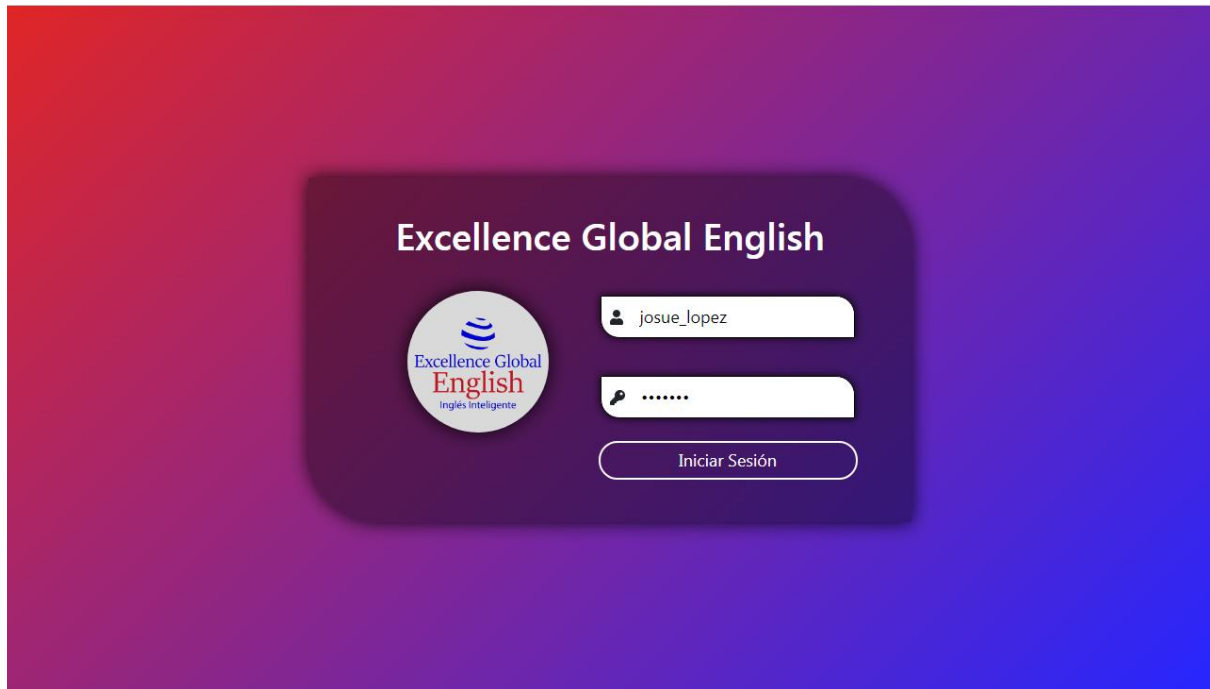 Excellence Global English
Excellence Global
English
Inglés Inteligente
josue_lopez
•••••••
Iniciar Sesión